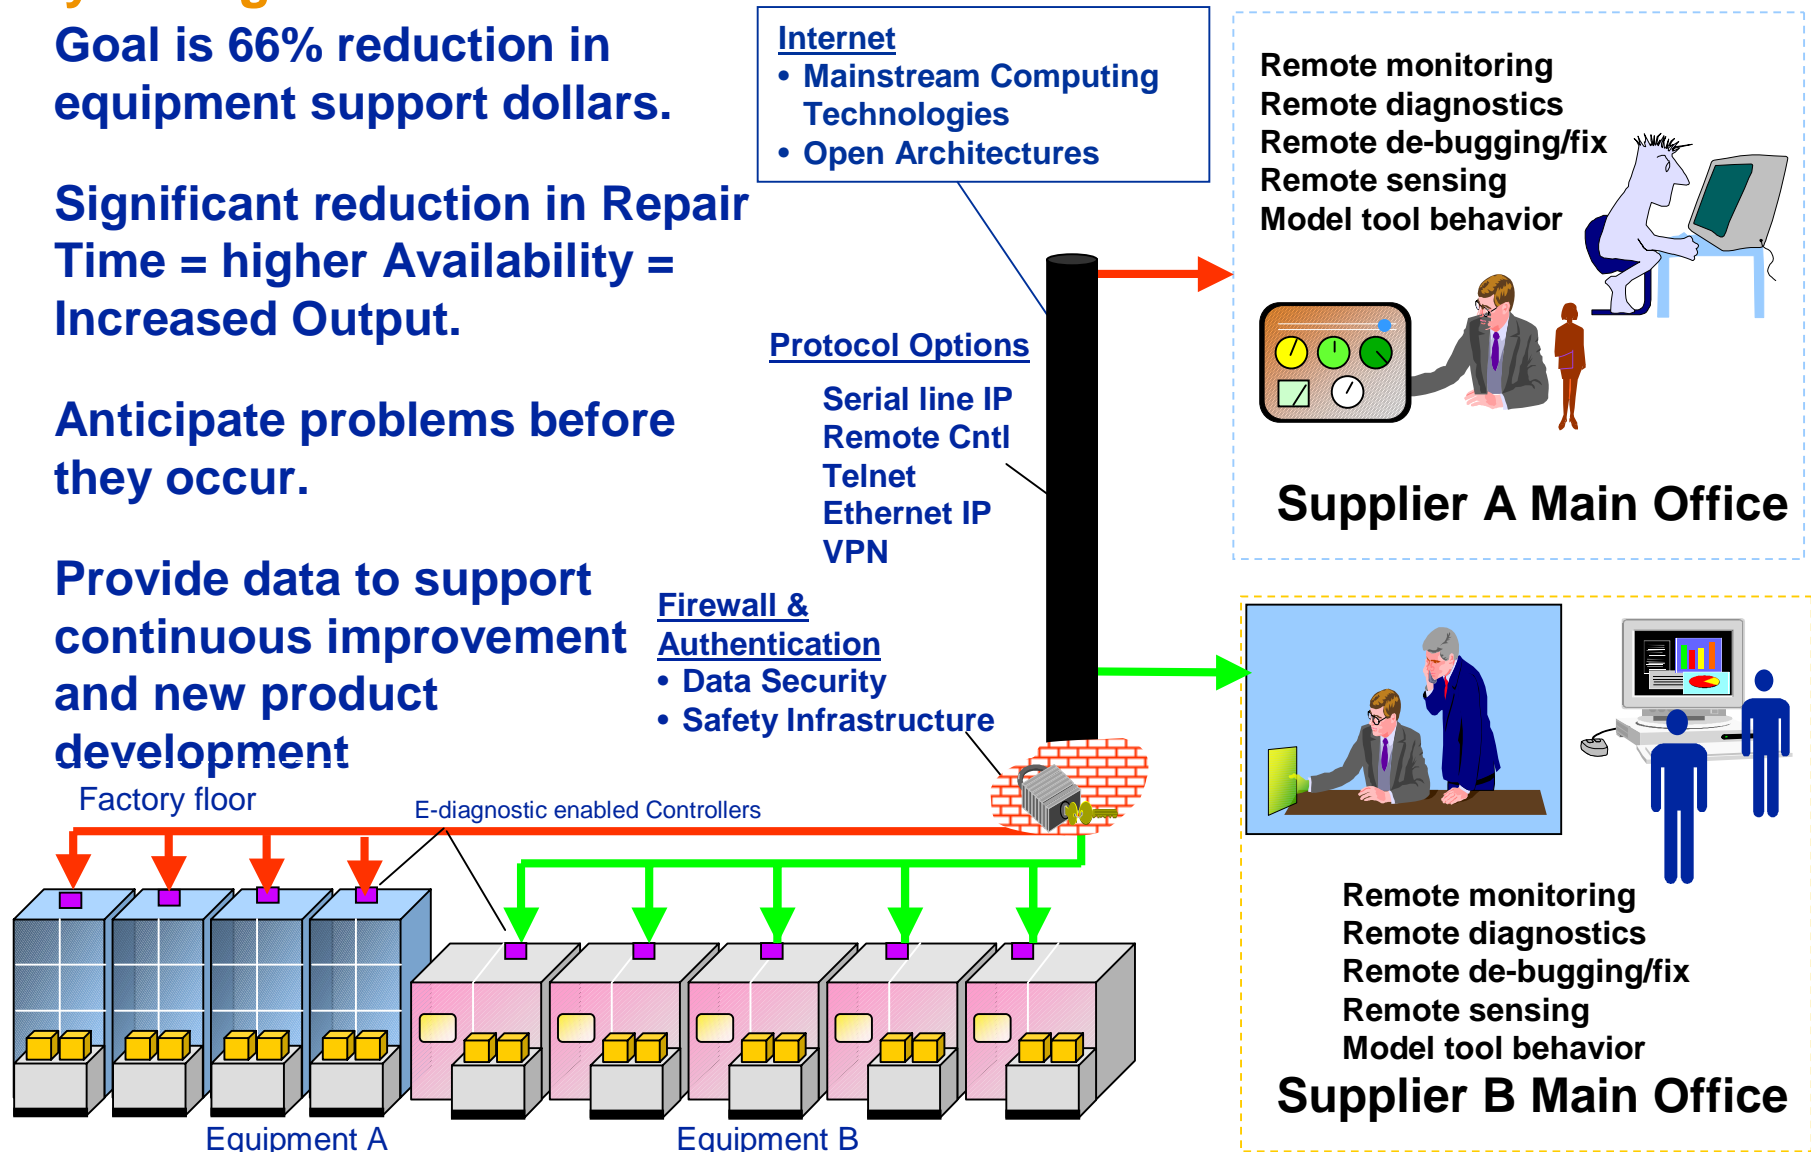 Goal is 66% reduction in
equipment support dollars.
Significant reduction in Repair
Time = higher Availability =
Increased Output.
Anticipate problems before
they occur.
Provide data to support
continuous improvement
and new product
development
Internet
• Mainstream Computing
Technologies
• Open Architectures
Protocol Options
Serial line IP
Remote Cntl
Telnet
Ethernet IP
VPN
Firewall &
Authentication
• Data Security
• Safety Infrastructure
Factory floor
E-diagnostic enabled Controllers
Equipment A
Equipment B
Remote monitoring
Remote diagnostics
Remote de-bugging/fix
Remote sensing
Model tool behavior
Supplier A Main Office
Remote monitoring
Remote diagnostics
Remote de-bugging/fix
Remote sensing
Model tool behavior
Supplier B Main Office